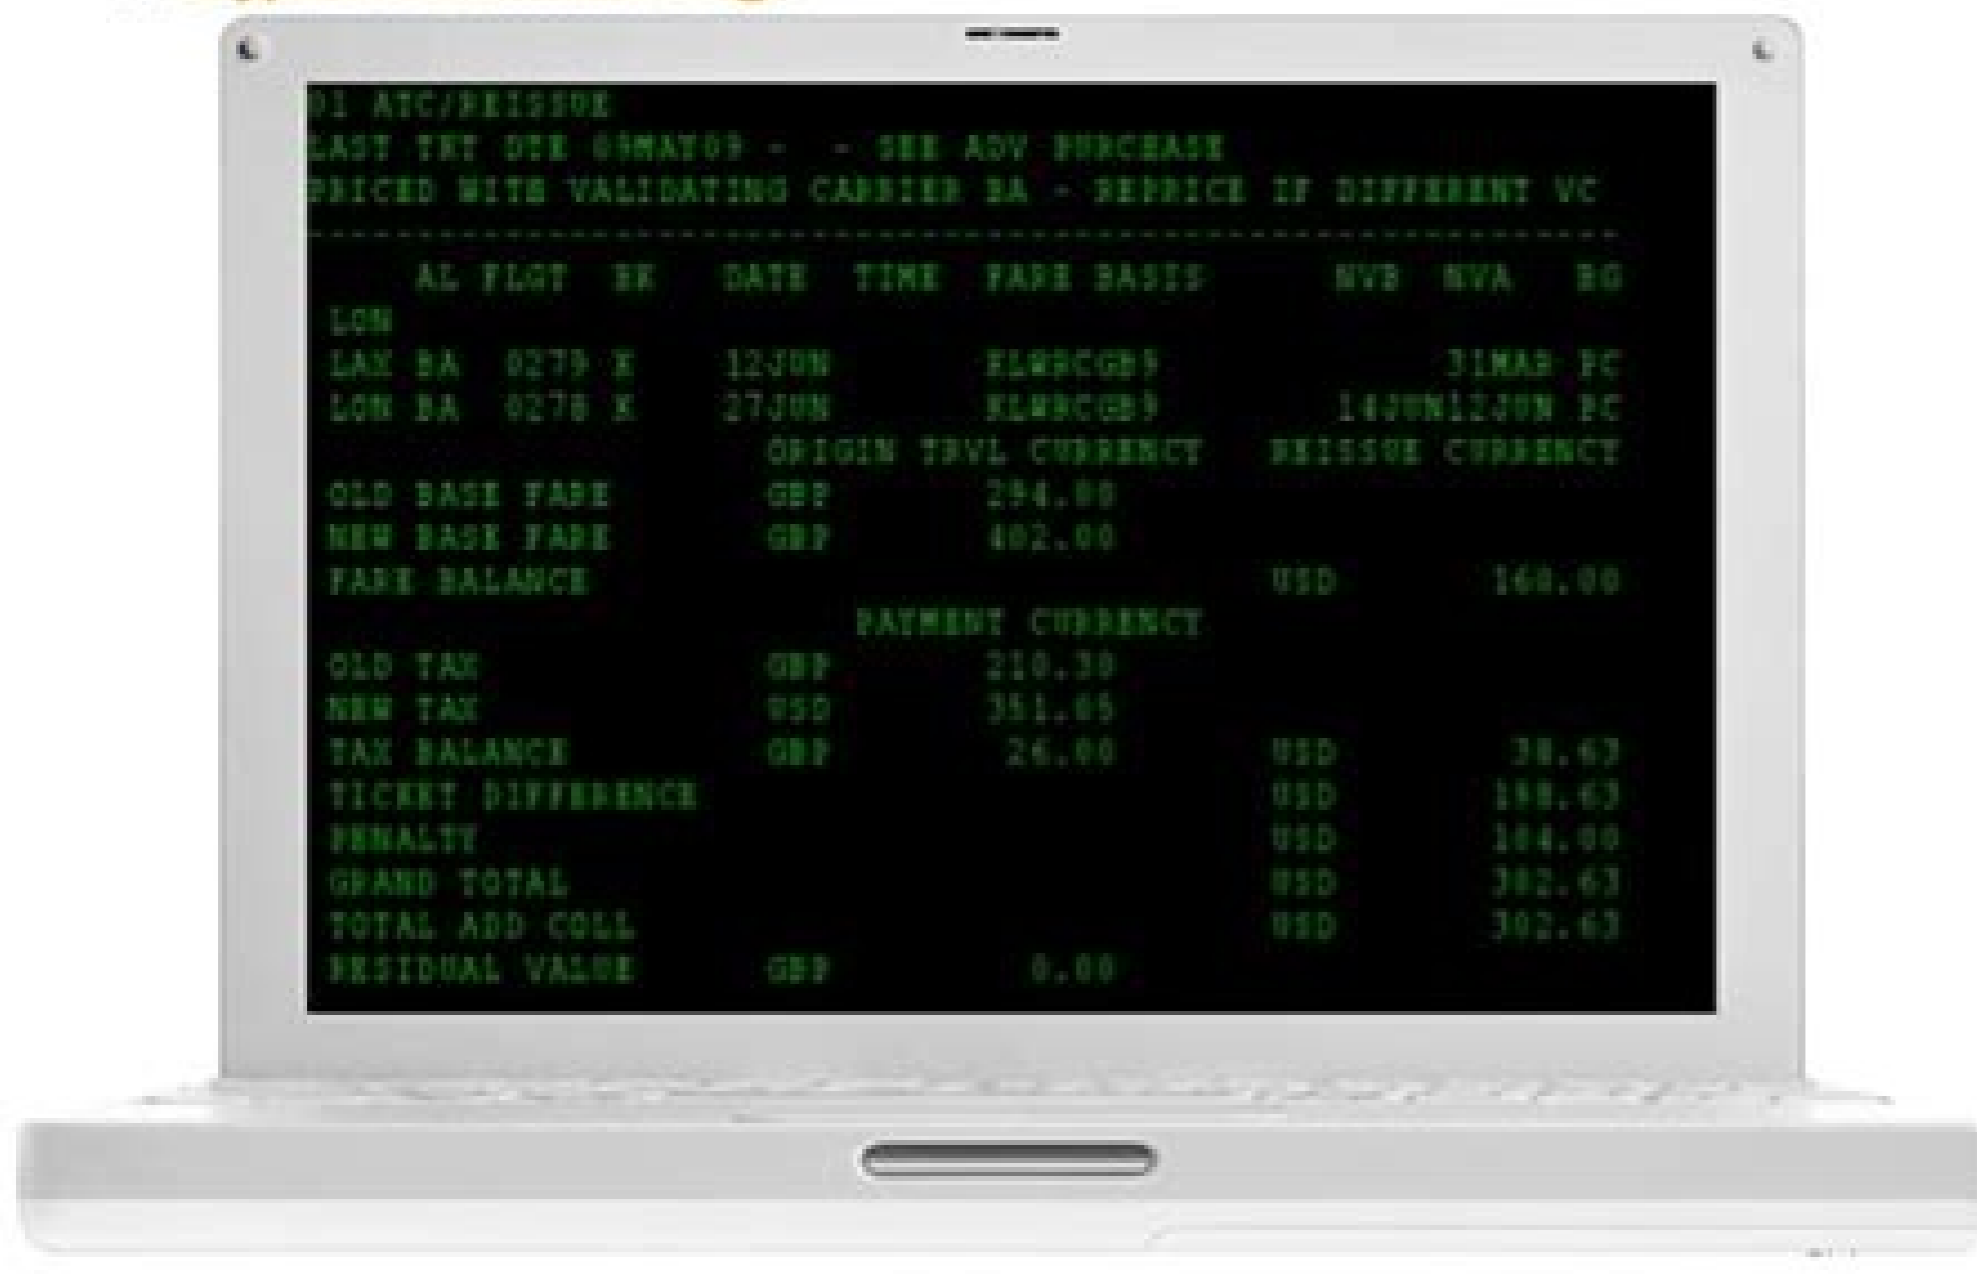 01 ATC/REISSUE
LAST TKT DTE 09MAY09 - - SEE ADV PURCHASE
PRICED WITH VALIDATING CARRIER BA - REPRICE IF DIFFERENT VC
------------------------------------------------------------
AL FLGT BK DATE TIME FARE BASIS NVB NVA BG
LON
LAX BA 0279 K 12JUN KLWRCGB9 31MAR PC
LON BA 0278 K 27JUN KLWRCGB9 14JUN12JUN PC
ORIGIN TRVL CURRENCY REISSUE CURRENCY
OLD BASE FARE GBP 294.00
NEW BASE FARE GBP 402.00
FARE BALANCE USD 160.00
PAYMENT CURRENCY
OLD TAX GBP 210.30
NEW TAX USD 351.05
TAX BALANCE GBP 26.00 USD 38.63
TICKET DIFFERENCE USD 198.63
PENALTY USD 104.00
GRAND TOTAL USD 302.63
TOTAL ADD COLL USD 302.63
RESIDUAL VALUE GBP 0.00